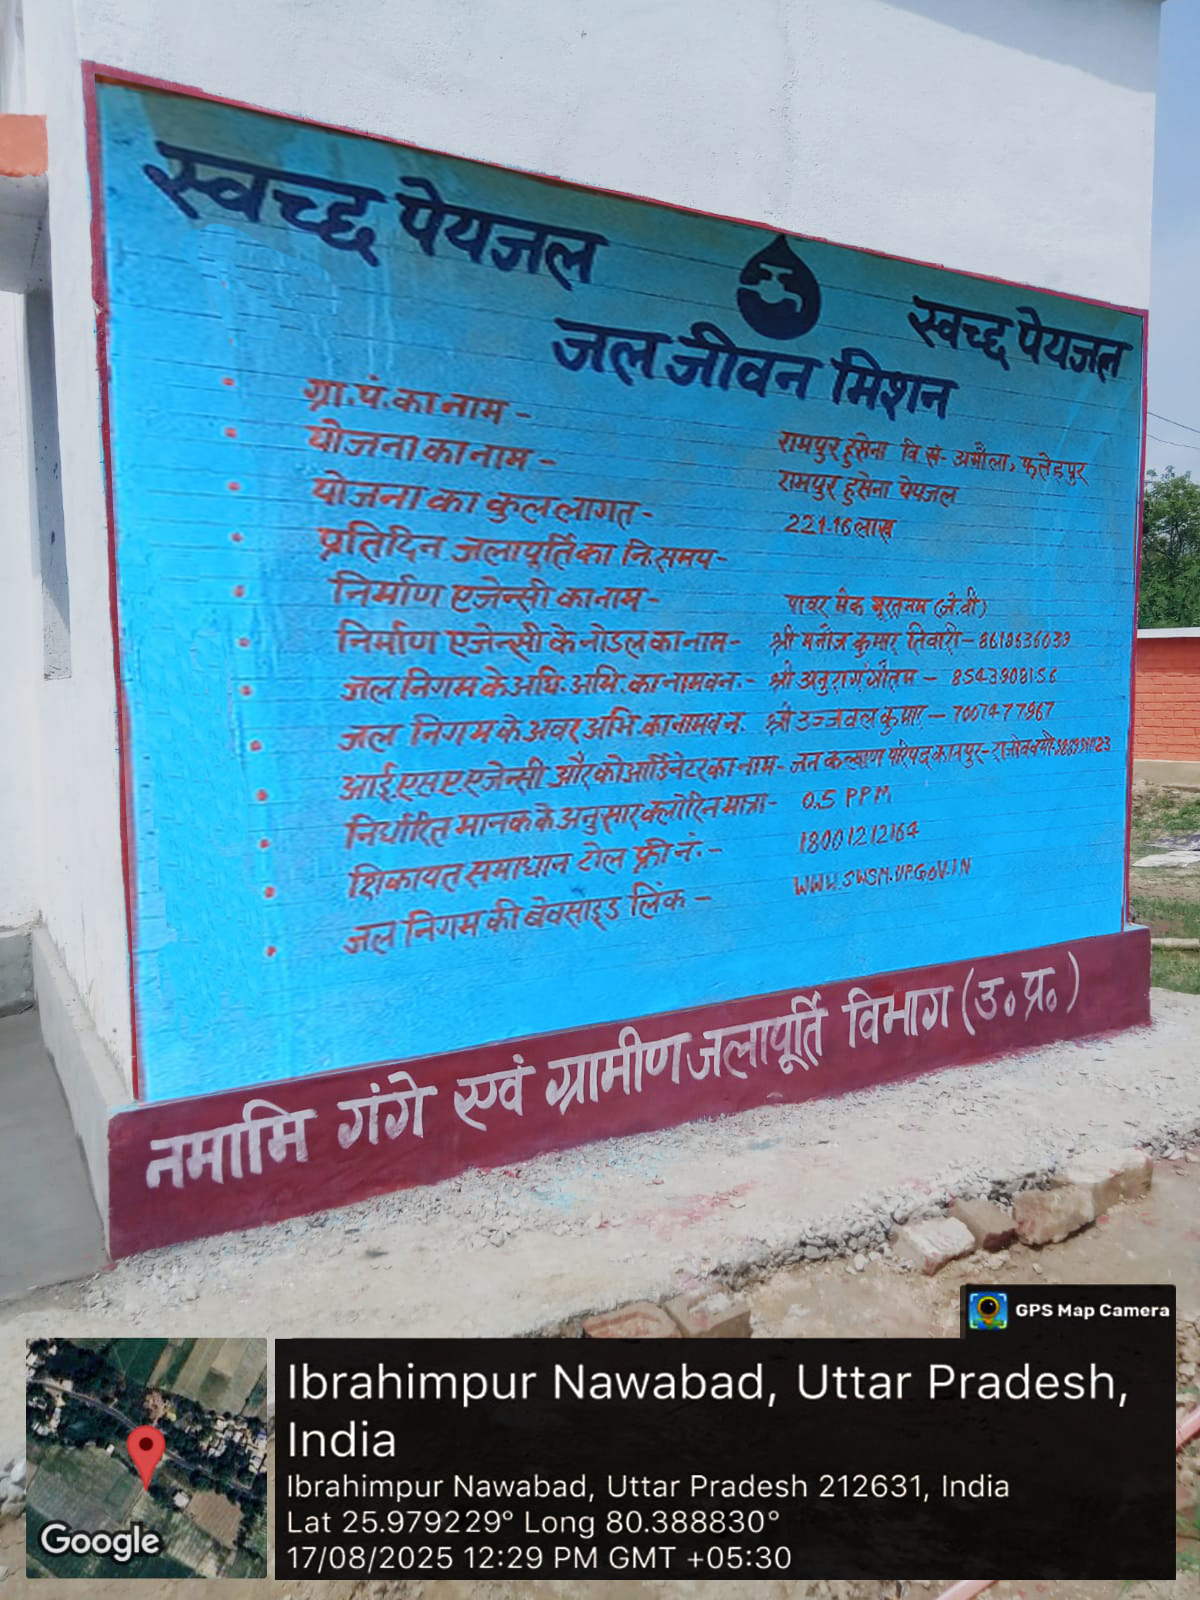 स्वच्छ पेयजल
स्वच्छ पेयजल
जल जीवन मिशन
ग्रा.पं.का नाम - रामपुर हुसेना वि सं- अमौला, फतेहपुर
योजना का नाम - रामपुर हुसेना पेयजल
योजना का कुल लागत - 221.16 लाख
प्रतिदिन जलापूर्ति का नि.समय-
निर्माण एजेन्सी का नाम- पावर मेक (जे.वी)
निर्माण एजेन्सी के नोडल का नाम- श्री मनोज कुमार तिवारी - 8618636033
जल निगम के अधि. अभि. का नाम व न.- श्री अनुराग गौतम - 8543908156
जल निगम के अवर अभि. का नाम व न. श्री उज्जवल कुमार - 7007477967
आई.एस.ए एजेन्सी और कोआर्डिनेटर का नाम- जन कल्याण परिषद् कानपुर-
निर्धारित मानक के अनुसार क्लोरिन मात्रा- 0.5 PPM
शिकायत समाधान टोल फ्री नं.- 18001212164
जल निगम की बेवसाइड लिंक - WWW.SWSM.UP.GOV.IN
नमामि गंगे एवं ग्रामीण जलापूर्ति विभाग (उ० प्र०)
GPS Map Camera
Ibrahimpur Nawabad, Uttar Pradesh,
India
Ibrahimpur Nawabad, Uttar Pradesh 212631, India
Lat 25.979229° Long 80.388830°
17/08/2025 12:29 PM GMT +05:30
Google